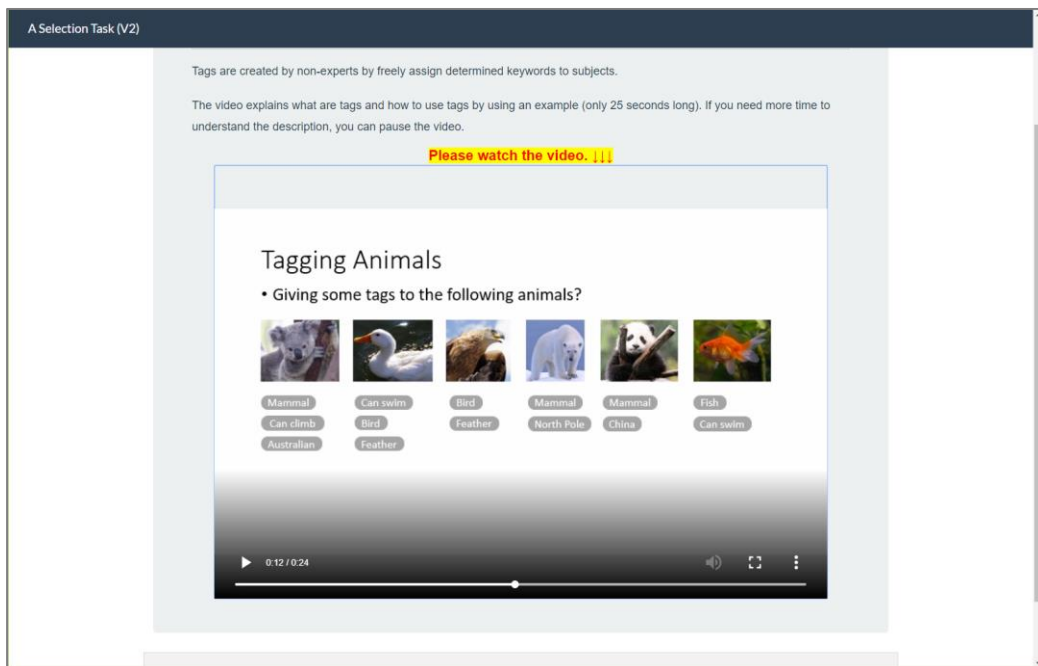 A Selection Task (V2)
Tags are created by non-experts by freely assign determined keywords to subjects.
The video explains what are tags and how to use tags by using an example (only 25 seconds long). If you need more time to
understand the description, you can pause the video.
Please watch the video. ↓↓↓
Tagging Animals
• Giving some tags to the following animals?
Mammal Can swim Bird Mammal Mammal Fish
Can climb Bird Feather North Pole China Can swim
Australian Feather
0:12 / 0:24